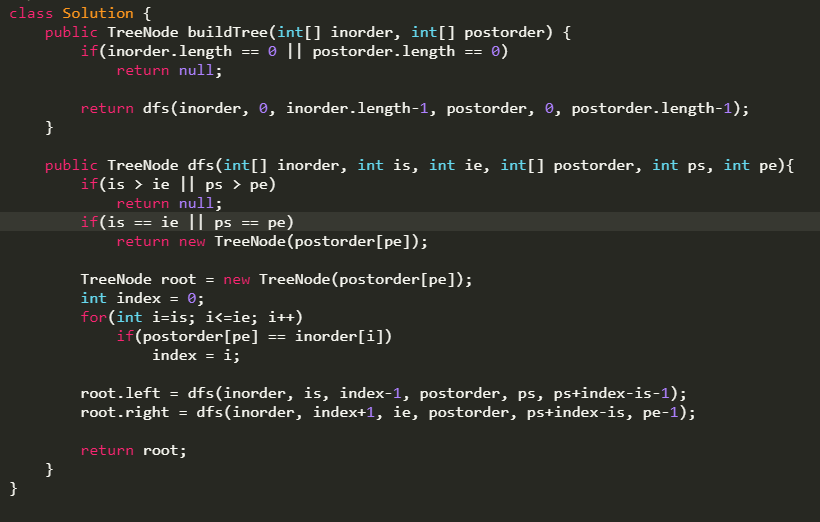 class Solution {
    public TreeNode buildTree(int[] inorder, int[] postorder) {
        if(inorder.length == 0 || postorder.length == 0)
            return null;

        return dfs(inorder, 0, inorder.length-1, postorder, 0, postorder.length-1);
    }

    public TreeNode dfs(int[] inorder, int is, int ie, int[] postorder, int ps, int pe){
        if(is > ie || ps > pe)
            return null;
        if(is == ie || ps == pe)
            return new TreeNode(postorder[pe]);

        TreeNode root = new TreeNode(postorder[pe]);
        int index = 0;
        for(int i=is; i<=ie; i++)
            if(postorder[pe] == inorder[i])
                index = i;

        root.left = dfs(inorder, is, index-1, postorder, ps, ps+index-is-1);
        root.right = dfs(inorder, index+1, ie, postorder, ps+index-is, pe-1);

        return root;
    }
}